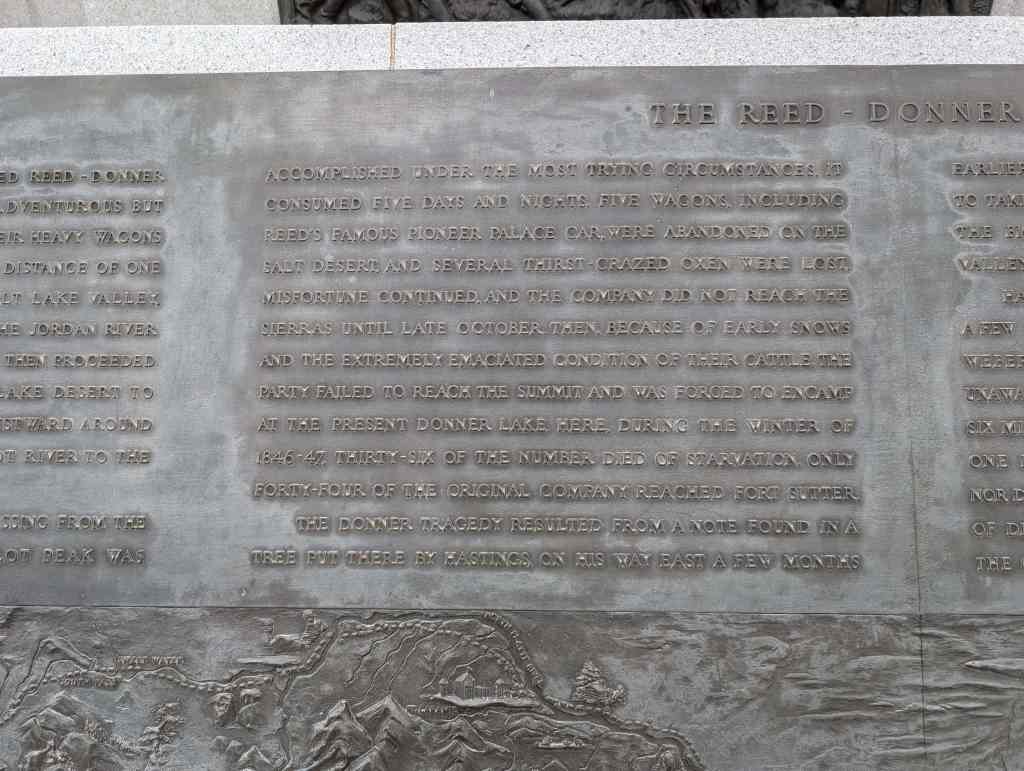 THE REED - DONNER
ED REED-DONNER
ADVENTUROUS BUT
EIR HEAVY WAGONS
DISTANCE OF ONE
LT LAKE VALLEY,
HE JORDAN RIVER
THEN PROCEEDED
LAKE DESERT TO
STWARD AROUND
OT RIVER TO THE
SSING FROM THE
LOT PEAK WAS
ACCOMPLISHED UNDER THE MOST TRYING CIRCUMSTANCES. IT
CONSUMED FIVE DAYS AND NIGHTS. FIVE WAGONS, INCLUDING
REED'S FAMOUS PIONEER PALACE CAR, WERE ABANDONED ON THE
SALT DESERT, AND SEVERAL THIRST-CRAZED OXEN WERE LOST.
MISFORTUNE CONTINUED, AND THE COMPANY DID NOT REACH THE
SIERRAS UNTIL LATE OCTOBER. THEN, BECAUSE OF EARLY SNOWS
AND THE EXTREMELY EMACIATED CONDITION OF THEIR CATTLE, THE
PARTY FAILED TO REACH THE SUMMIT AND WAS FORCED TO ENCAMP
AT THE PRESENT DONNER LAKE. HERE, DURING THE WINTER OF
1846-47, THIRTY-SIX OF THE NUMBER DIED OF STARVATION. ONLY
FORTY-FOUR OF THE ORIGINAL COMPANY REACHED FORT SUTTER.
THE DONNER TRAGEDY RESULTED FROM A NOTE FOUND IN A
TREE PUT THERE BY HASTINGS, ON HIS WAY EAST A FEW MONTHS
EARLIER
TO TAKE
THE BIG
VALLEY
HA
A FEW
WEBER
UNAWA
SIX MI
ONE
NOR D
OF DE
THE